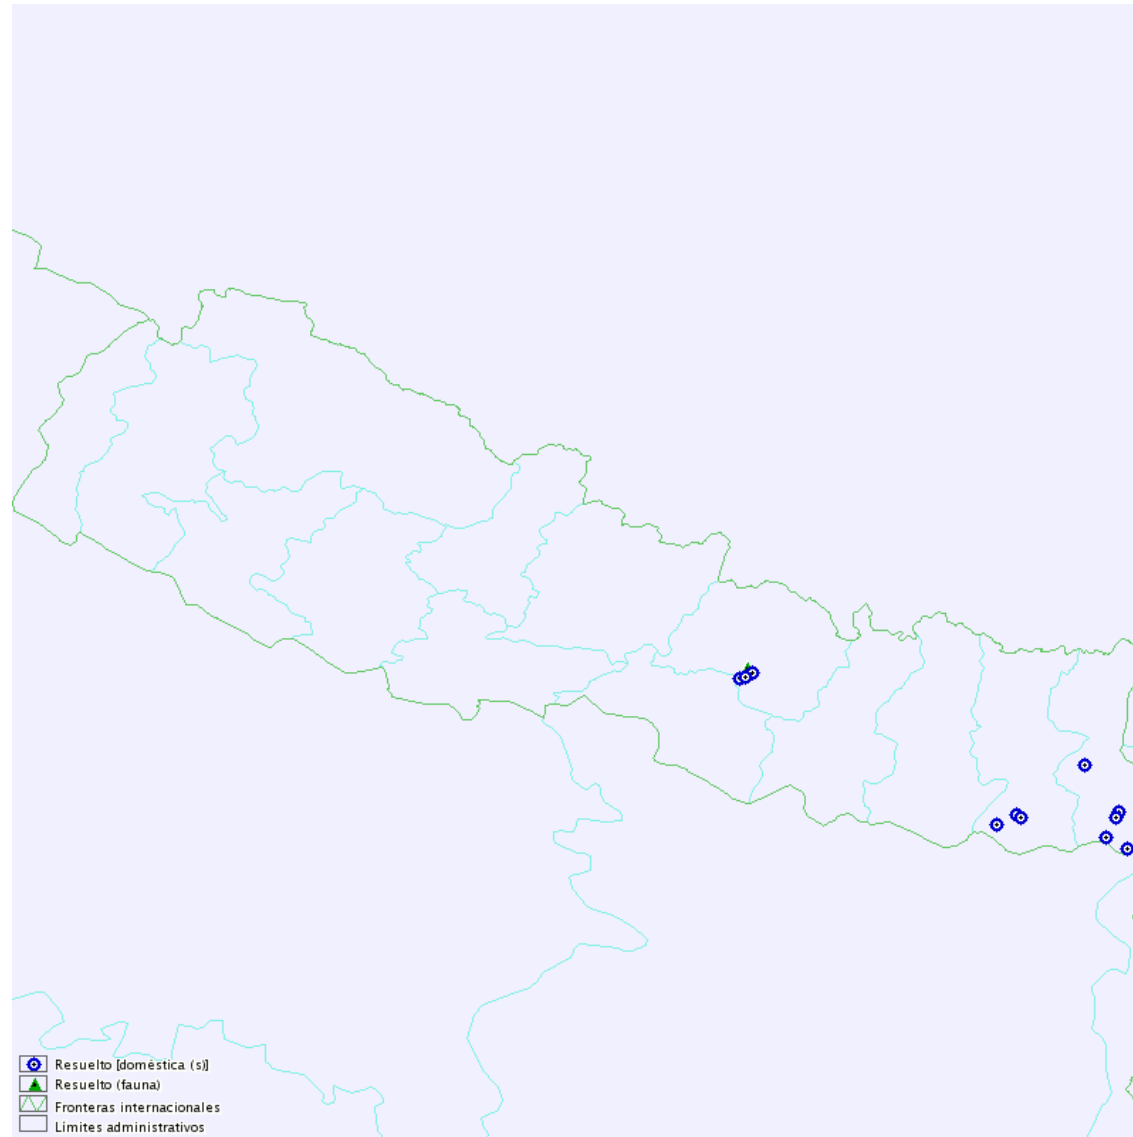 Resuelto [doméstica (s)]
Resuelto (fauna)
Fronteras internacionales
Límites administrativos